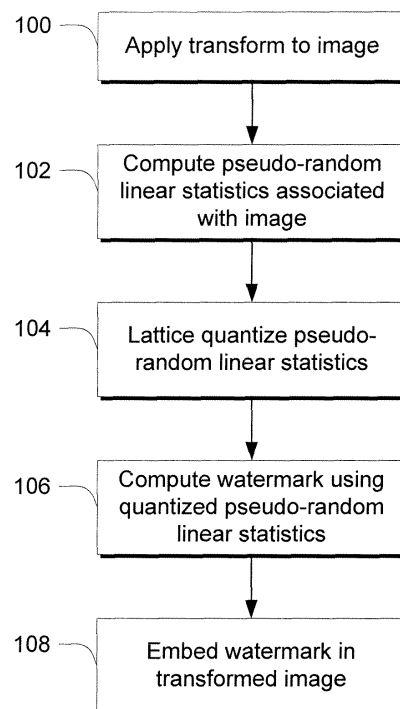 100
Apply transform to image
102
Compute pseudo-random
linear statistics associated
with image
104
Lattice quantize pseudo-
random linear statistics
106
Compute watermark using
quantized pseudo-random
linear statistics
108
Embed watermark in
transformed image